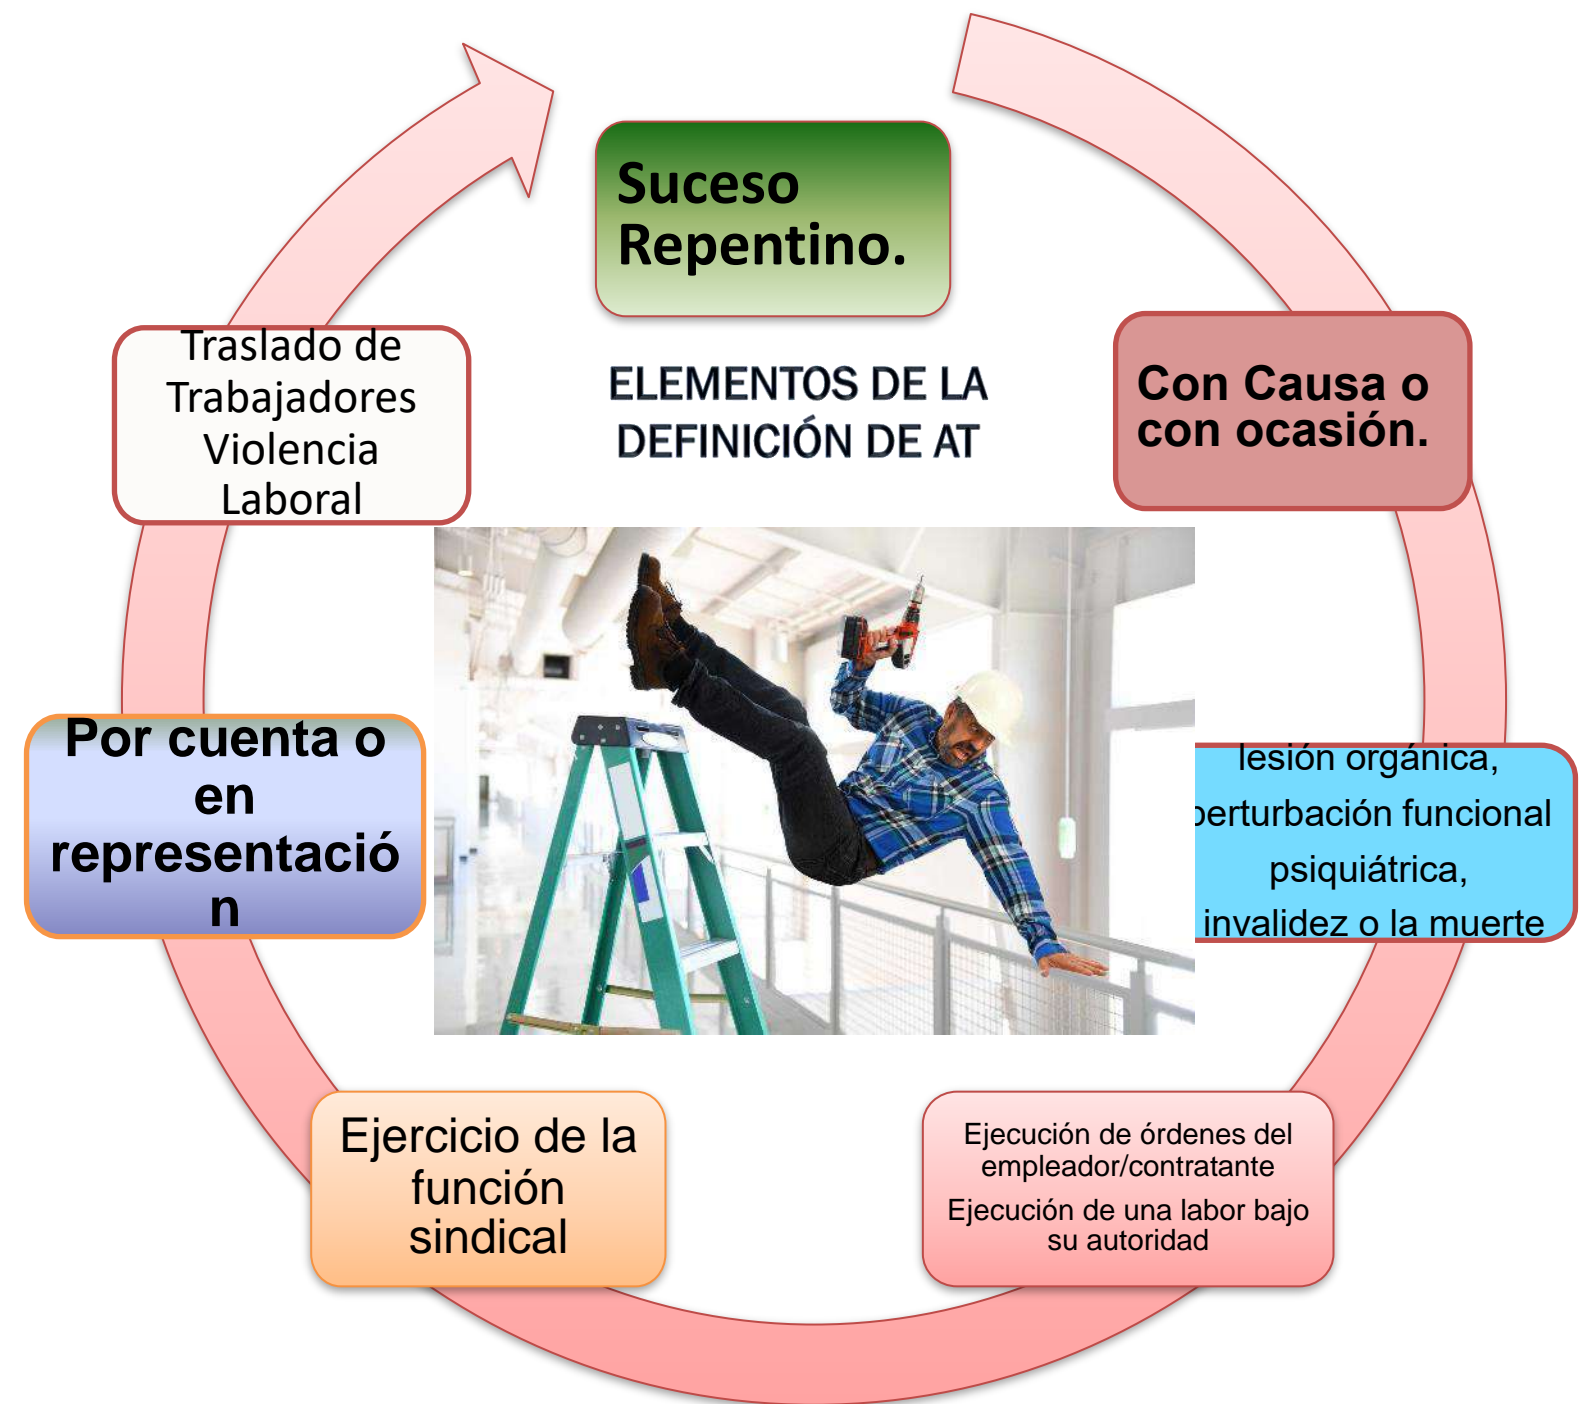 Suceso
Repentino.
ELEMENTOS DE LA
DEFINICIÓN DE AT
Con Causa o
con ocasión.
lesión orgánica,
perturbación funcional
psiquiátrica,
invalidez o la muerte
Ejecución de órdenes del
empleador/contratante
Ejecución de una labor bajo
su autoridad
Ejercicio de la
función
sindical
Por cuenta o
en
representació
n
Traslado de
Trabajadores
Violencia
Laboral